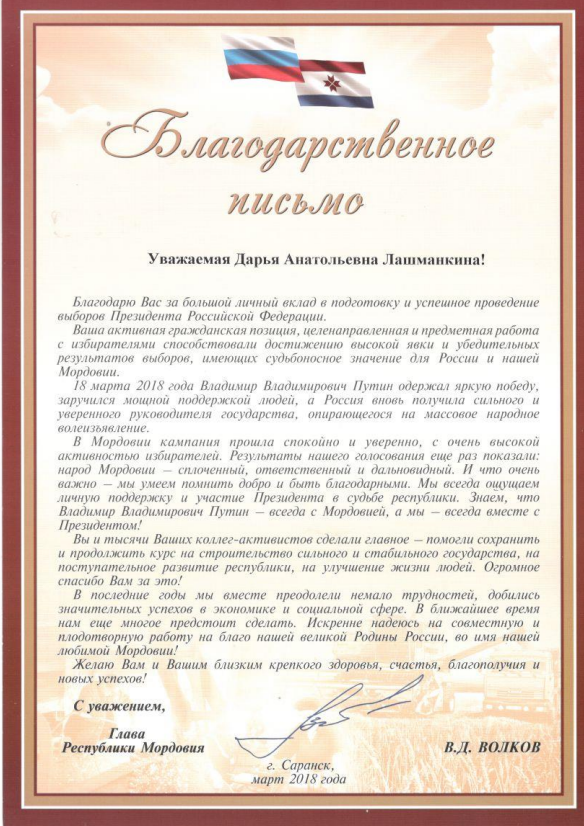 Благодарственное
письмо
Уважаемая Дарья Анатольевна Лашманкина!
Благодарю Вас за большой личный вклад в подготовку и успешное проведение
выборов Президента Российской Федерации.
Ваша активная гражданская позиция, целенаправленная и предметная работа
с избирателями способствовали достижению высокой явки и убедительных
результатов выборов, имеющих судьбоносное значение для России и нашей
Мордовии.
18 марта 2018 года Владимир Владимирович Путин одержал яркую победу,
заручился мощной поддержкой людей, а Россия вновь получила сильного и
уверенного руководителя государства, опирающегося на массовое народное
волеизъявление.
В Мордовии кампания прошла спокойно и уверенно, с очень высокой
активностью избирателей. Результаты нашего голосования еще раз показали:
народ Мордовии – сплоченный, ответственный и дальновидный. И что очень
важно – мы умеем помнить добро и быть благодарными. Мы всегда ощущаем
личную поддержку и участие Президента в судьбе республики. Знаем, что
Владимир Владимирович Путин – всегда с Мордовией, а мы – всегда вместе с
Президентом!
Вы и тысячи Ваших коллег-активистов сделали главное – помогли сохранить
и продолжить курс на строительство сильного и стабильного государства, на
поступательное развитие республики, на улучшение жизни людей. Огромное
спасибо Вам за это!
В последние годы мы вместе преодолели немало трудностей, добились
значительных успехов в экономике и социальной сфере. В ближайшее время
нам еще многое предстоит сделать. Искренне надеюсь на совместную и
плодотворную работу на благо нашей великой Родины России, во имя нашей
любимой Мордовии!
Желаю Вам и Вашим близким крепкого здоровья, счастья, благополучия и
новых успехов!
С уважением,
Глава
Республики Мордовия
В.Д. ВОЛКОВ
г. Саранск,
март 2018 года